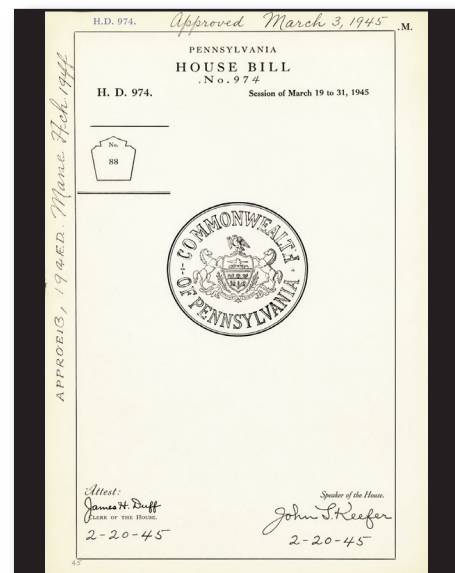 H.D. 974.
Approved March 3, 1945
.M.
PENNSYLVANIA
HOUSE BILL
.No.974
H. D. 974.
Session of March 19 to 31, 1945
No.
88
COMMONWEALTH
OF PENNSYLVANIA
APPROEIB, 19
Attest:
James H. Duff
CLERK OF THE HOUSE.
2-20-45
Speaker of the House.
John S. Keefer
2-20-45
45